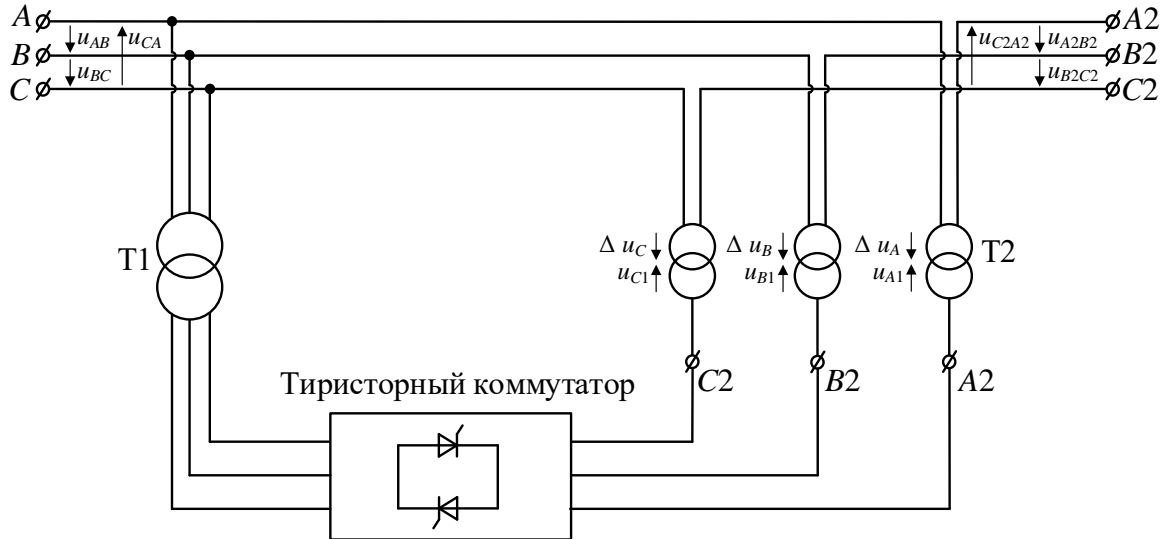 A
u_AB
u_CA
u_C2A2
u_A2B2
A2
B
u_BC
u_B2C2
B2
C
C2
T1
Δ u_C
u_C1
Δ u_B
u_B1
Δ u_A
u_A1
T2
C2
B2
A2
Тиристорный коммутатор